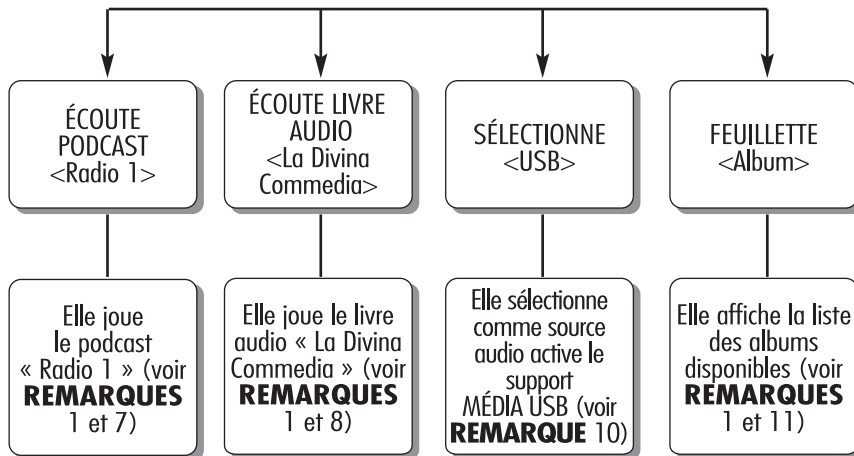 ÉCOUTE
PODCAST
<Radio 1>
ÉCOUTE LIVRE
AUDIO
<La Divina
Commedia>
SÉLECTIONNE
<USB>
FEUILLETTE
<Album>
Elle joue
le podcast
« Radio 1 » (voir
REMARQUES
1 et 7)
Elle joue le livre
audio « La Divina
Commedia » (voir
REMARQUES
1 et 8)
Elle sélectionne
comme source
audio active le
support
MÉDIA USB (voir
REMARQUE 10)
Elle affiche la liste
des albums
disponibles (voir
REMARQUES
1 et 11)